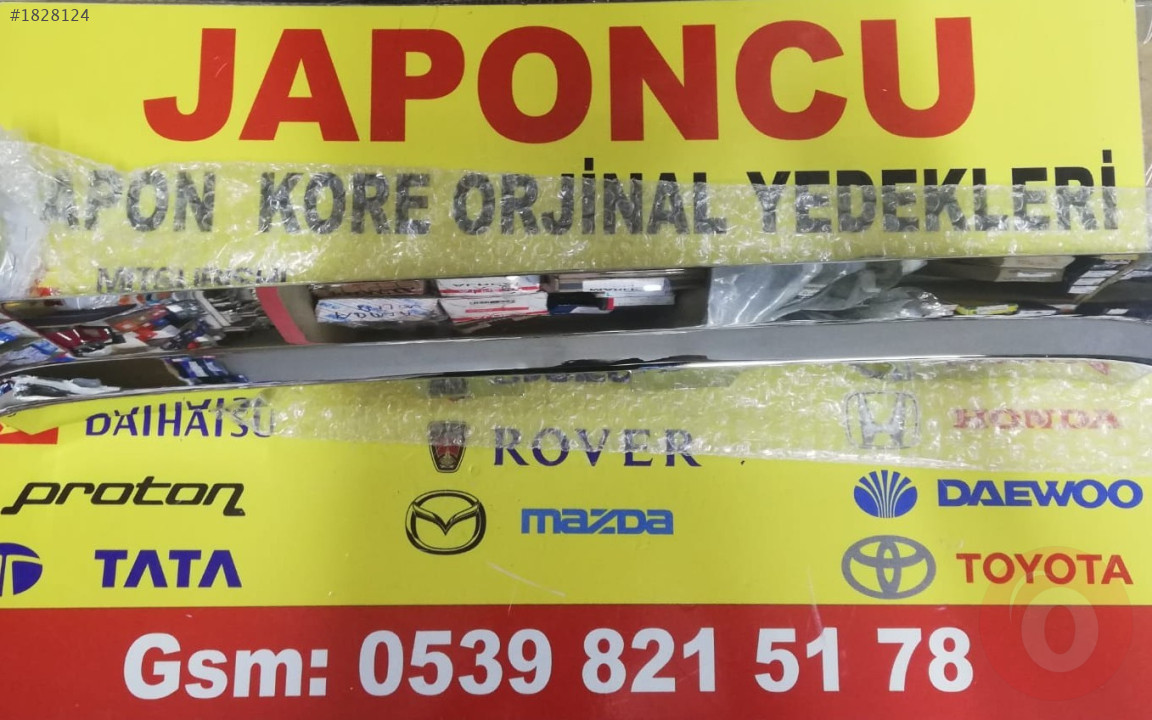 #1828124
JAPONCU
APON KORE ORJİNAL YEDEKLERİ
MITSUBISHI
DAIHATSU
ROVER
HONDA
proton
mazda
DAEWOO
TATA
TOYOTA
Gsm: 0539 821 51 78